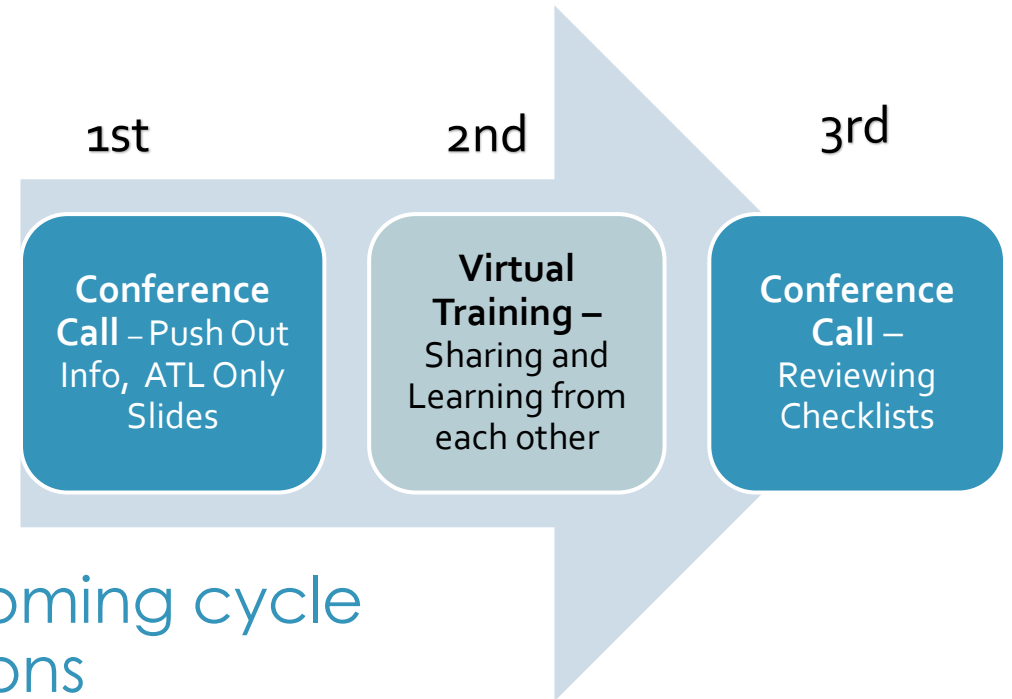 1st
2nd
3rd
Conference
Call – Push Out
Info, ATL Only
Slides
Virtual
Training –
Sharing and
Learning from
each other
Conference
Call –
Reviewing
Checklists
oming cycle
ons